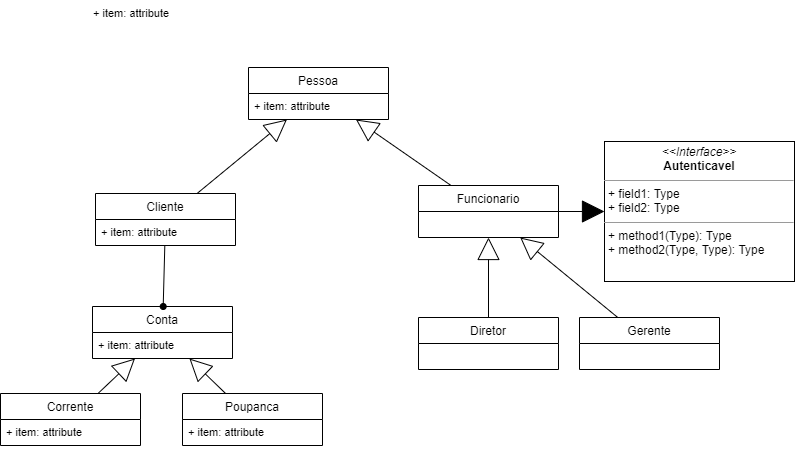 + item: attribute
Pessoa
+ item: attribute
<<Interface>>
Autenticavel
+ field1: Type
+ field2: Type
+ method1(Type): Type
+ method2(Type, Type): Type
Cliente
+ item: attribute
Funcionario
Conta
+ item: attribute
Diretor
Gerente
Corrente
+ item: attribute
Poupanca
+ item: attribute